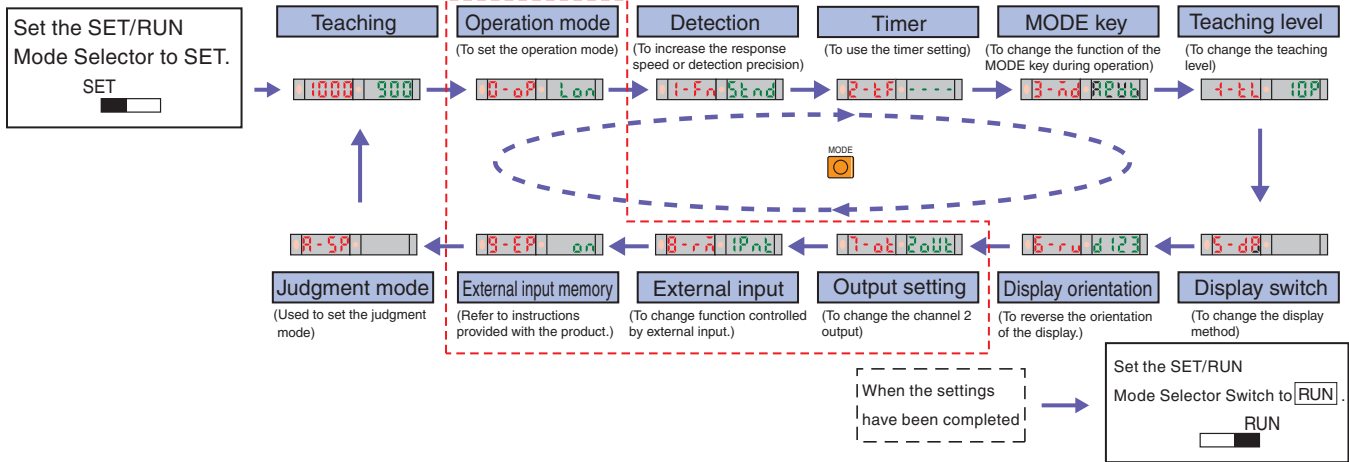 Set the SET/RUN
Mode Selector to SET.
SET
Teaching
1000 900
Operation mode
(To set the operation mode)
0-oP Lon
Detection
(To increase the response
speed or detection precision)
1-Fn Stnd
Timer
(To use the timer setting)
2-tF ----
MODE key
(To change the function of the
MODE key during operation)
Teaching level
(To change the teaching
level)
10P
MODE
A-SP
9-EP on
1Pnt
7-ot 2oUt
6-ru d123
5-d8
Judgment mode
(Used to set the judgment
mode)
External input memory
(Refer to instructions
provided with the product.)
External input
(To change function controlled
by external input.)
Output setting
(To change the channel 2
output)
Display orientation
(To reverse the orientation
of the display.)
Display switch
(To change the display
method)
When the settings
have been completed
Set the SET/RUN
Mode Selector Switch to RUN.
RUN